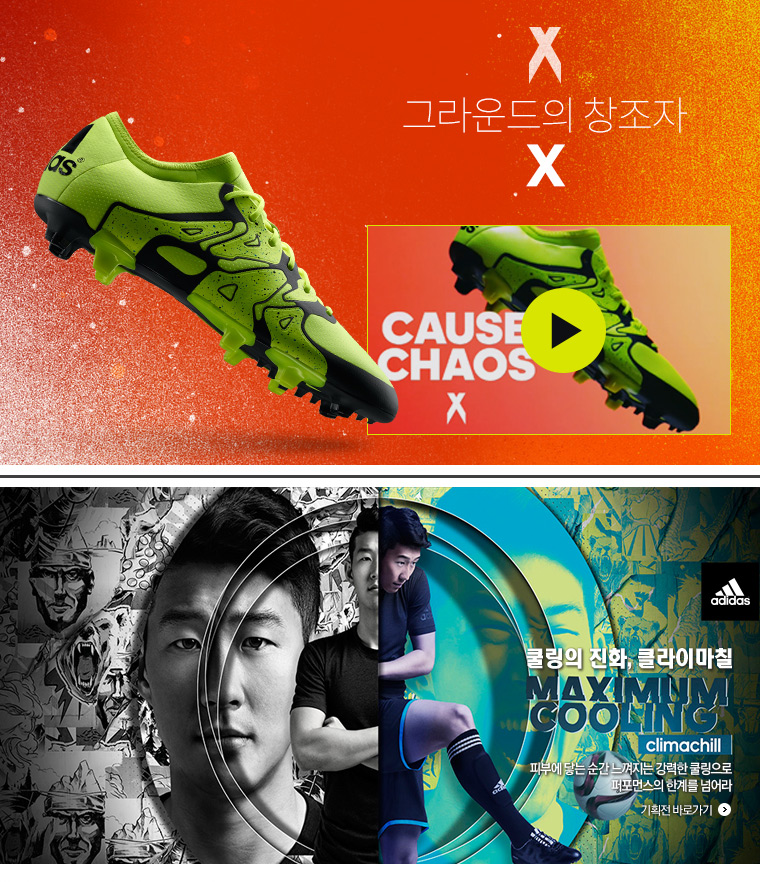 X
그라운드의 창조자
X
as®
CAUSE
CHAOS
X
adidas
쿨링의 진화, 클라이마칠
MAXIMUM
COOLING
climachill
피부에 닿는 순간 느껴지는 강력한 쿨링으로
퍼포먼스의 한계를 넘어라
기획전 바로가기